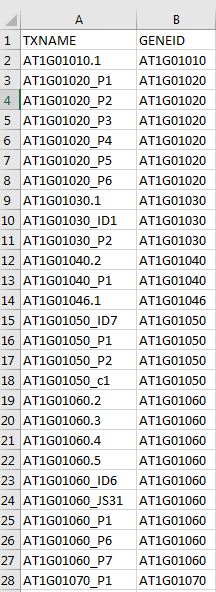 A B
1 TXNAME GENEID
2 AT1G01010.1 AT1G01010
3 AT1G01020_P1 AT1G01020
4 AT1G01020_P2 AT1G01020
5 AT1G01020_P3 AT1G01020
6 AT1G01020_P4 AT1G01020
7 AT1G01020_P5 AT1G01020
8 AT1G01020_P6 AT1G01020
9 AT1G01030.1 AT1G01030
10 AT1G01030_ID1 AT1G01030
11 AT1G01030_P2 AT1G01030
12 AT1G01040.2 AT1G01040
13 AT1G01040_P1 AT1G01040
14 AT1G01046.1 AT1G01046
15 AT1G01050_ID7 AT1G01050
16 AT1G01050_P1 AT1G01050
17 AT1G01050_P2 AT1G01050
18 AT1G01050_c1 AT1G01050
19 AT1G01060.2 AT1G01060
20 AT1G01060.3 AT1G01060
21 AT1G01060.4 AT1G01060
22 AT1G01060.5 AT1G01060
23 AT1G01060_ID6 AT1G01060
24 AT1G01060_JS31 AT1G01060
25 AT1G01060_P1 AT1G01060
26 AT1G01060_P6 AT1G01060
27 AT1G01060_P7 AT1G01060
28 AT1G01070_P1 AT1G01070